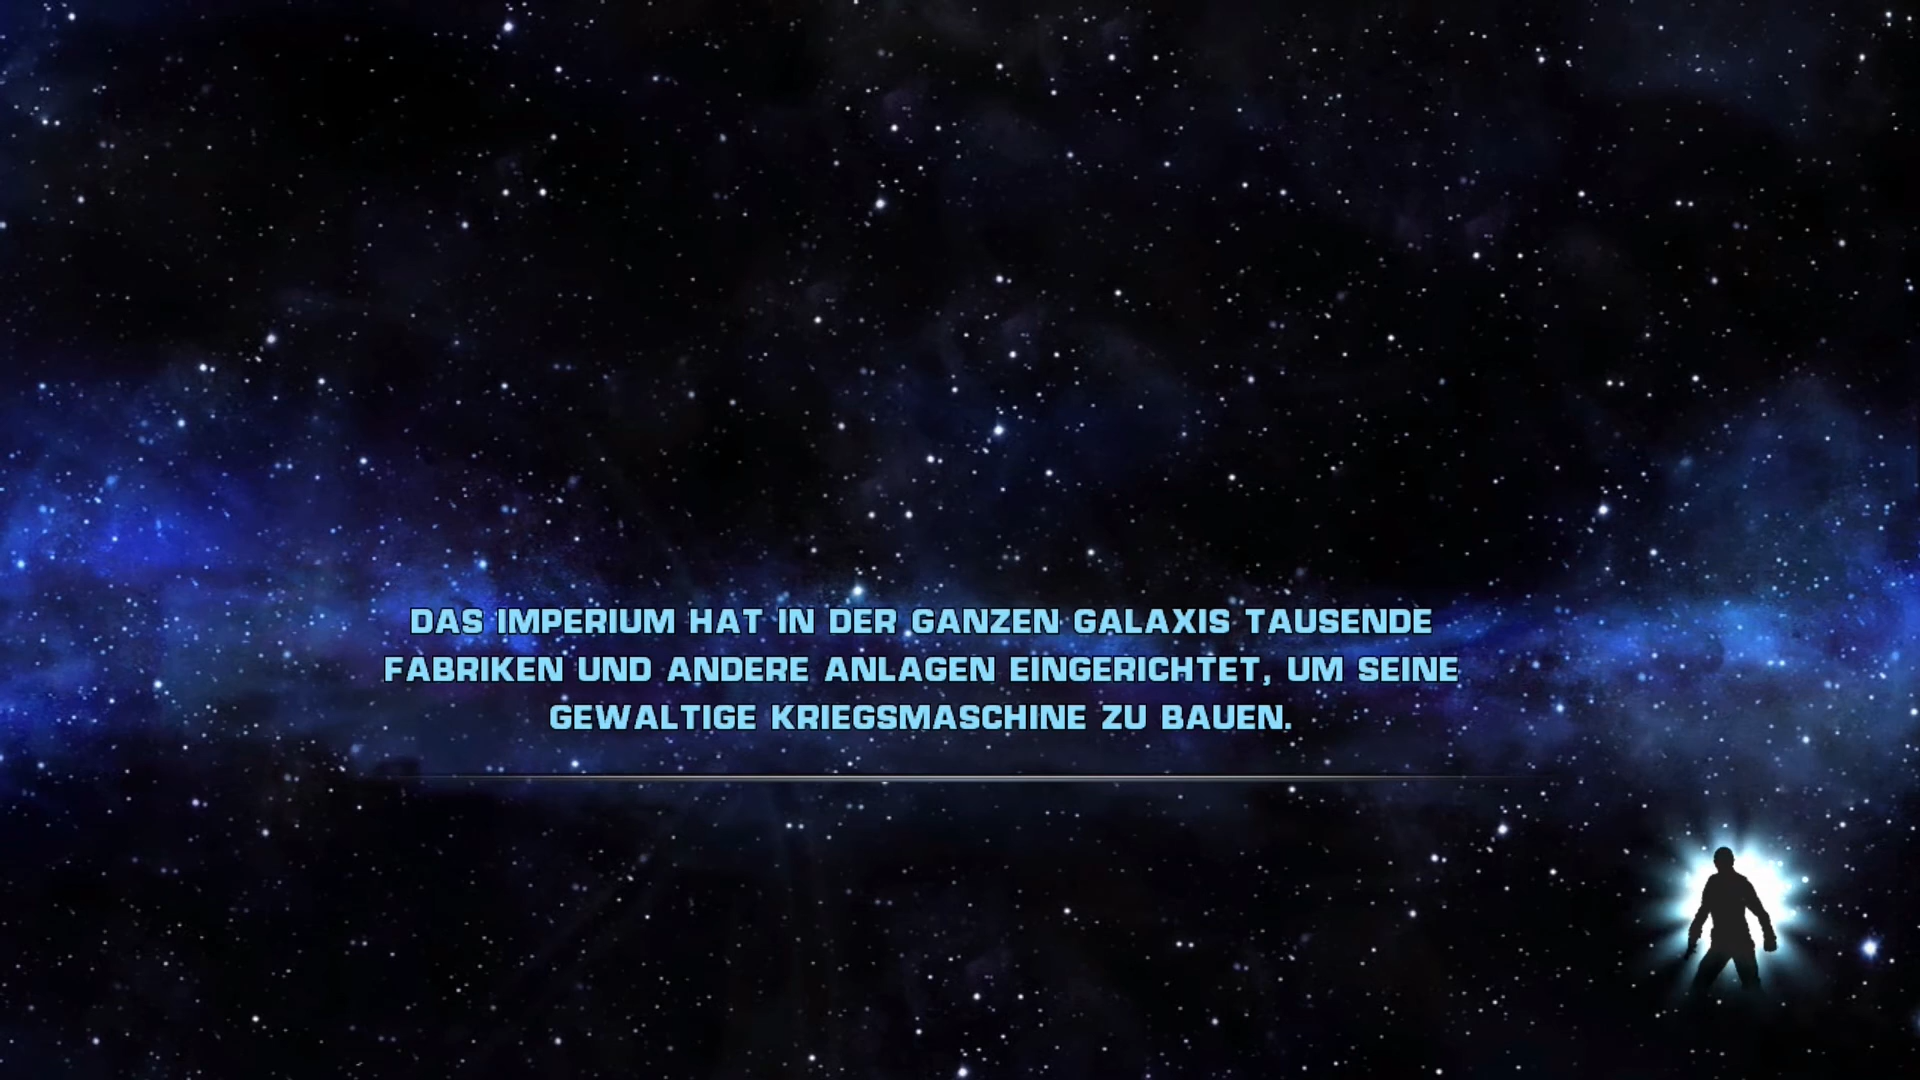 DAS IMPERIUM HAT IN DER GANZEN GALAXIS TAUSENDE
FABRIKEN UND ANDERE ANLAGEN EINGERICHTET, UM SEINE
GEWALTIGE KRIEGSMASCHINE ZU BAUEN.